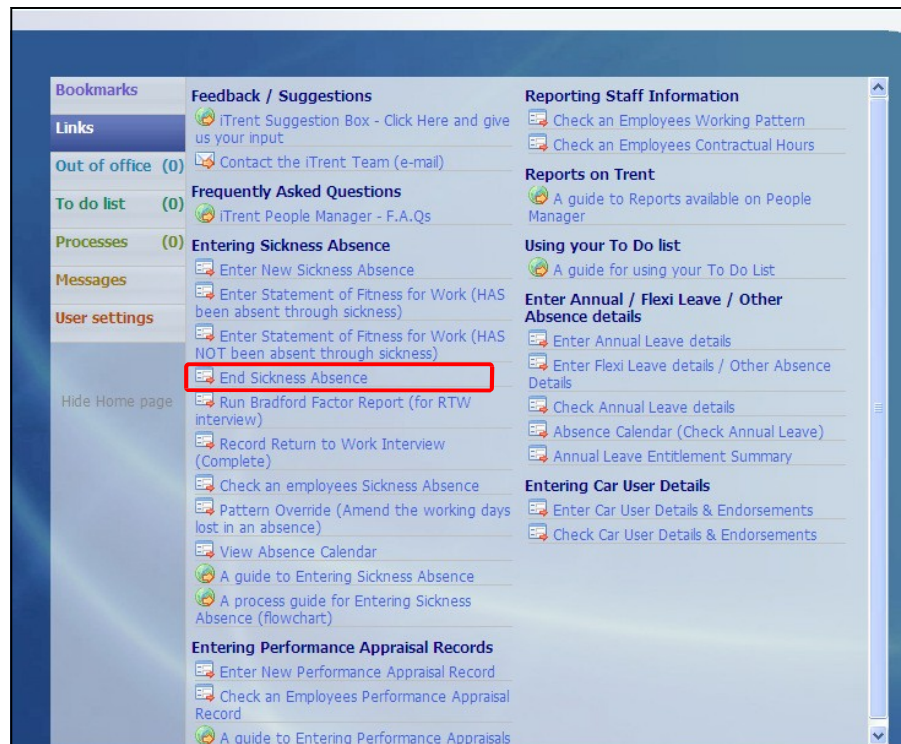 Bookmarks
Links
Out of office (0)
To do list (0)
Processes (0)
Messages
User settings
Hide Home page
Feedback / Suggestions
iTrent Suggestion Box - Click Here and give
us your input
Contact the iTrent Team (e-mail)
Frequently Asked Questions
iTrent People Manager - F.A.Qs
Entering Sickness Absence
Enter New Sickness Absence
Enter Statement of Fitness for Work (HAS
been absent through sickness)
Enter Statement of Fitness for Work (HAS
NOT been absent through sickness)
End Sickness Absence
Run Bradford Factor Report (for RTW
interview)
Record Return to Work Interview
(Complete)
Check an employees Sickness Absence
Pattern Override (Amend the working days
lost in an absence)
View Absence Calendar
A guide to Entering Sickness Absence
A process guide for Entering Sickness
Absence (flowchart)
Entering Performance Appraisal Records
Enter New Performance Appraisal Record
Check an Employees Performance Appraisal
Record
A guide to Entering Performance Appraisals
Reporting Staff Information
Check an Employees Working Pattern
Check an Employees Contractual Hours
Reports on Trent
A guide to Reports available on People
Manager
Using your To Do list
A guide for using your To Do List
Enter Annual / Flexi Leave / Other
Absence details
Enter Annual Leave details
Enter Flexi Leave details / Other Absence
Details
Check Annual Leave details
Absence Calendar (Check Annual Leave)
Annual Leave Entitlement Summary
Entering Car User Details
Enter Car User Details & Endorsements
Check Car User Details & Endorsements